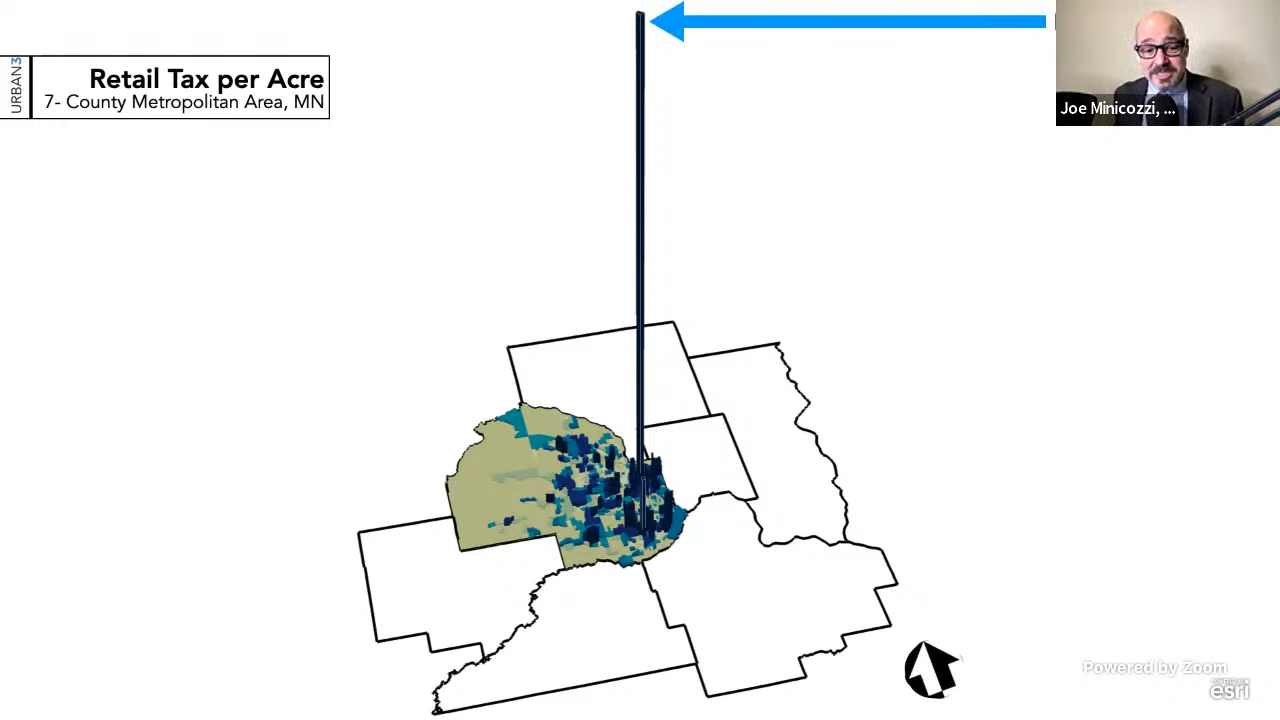 URBAN3
Retail Tax per Acre
7- County Metropolitan Area, MN
Joe Minicozzi, ...
Powered by Zoom
esri